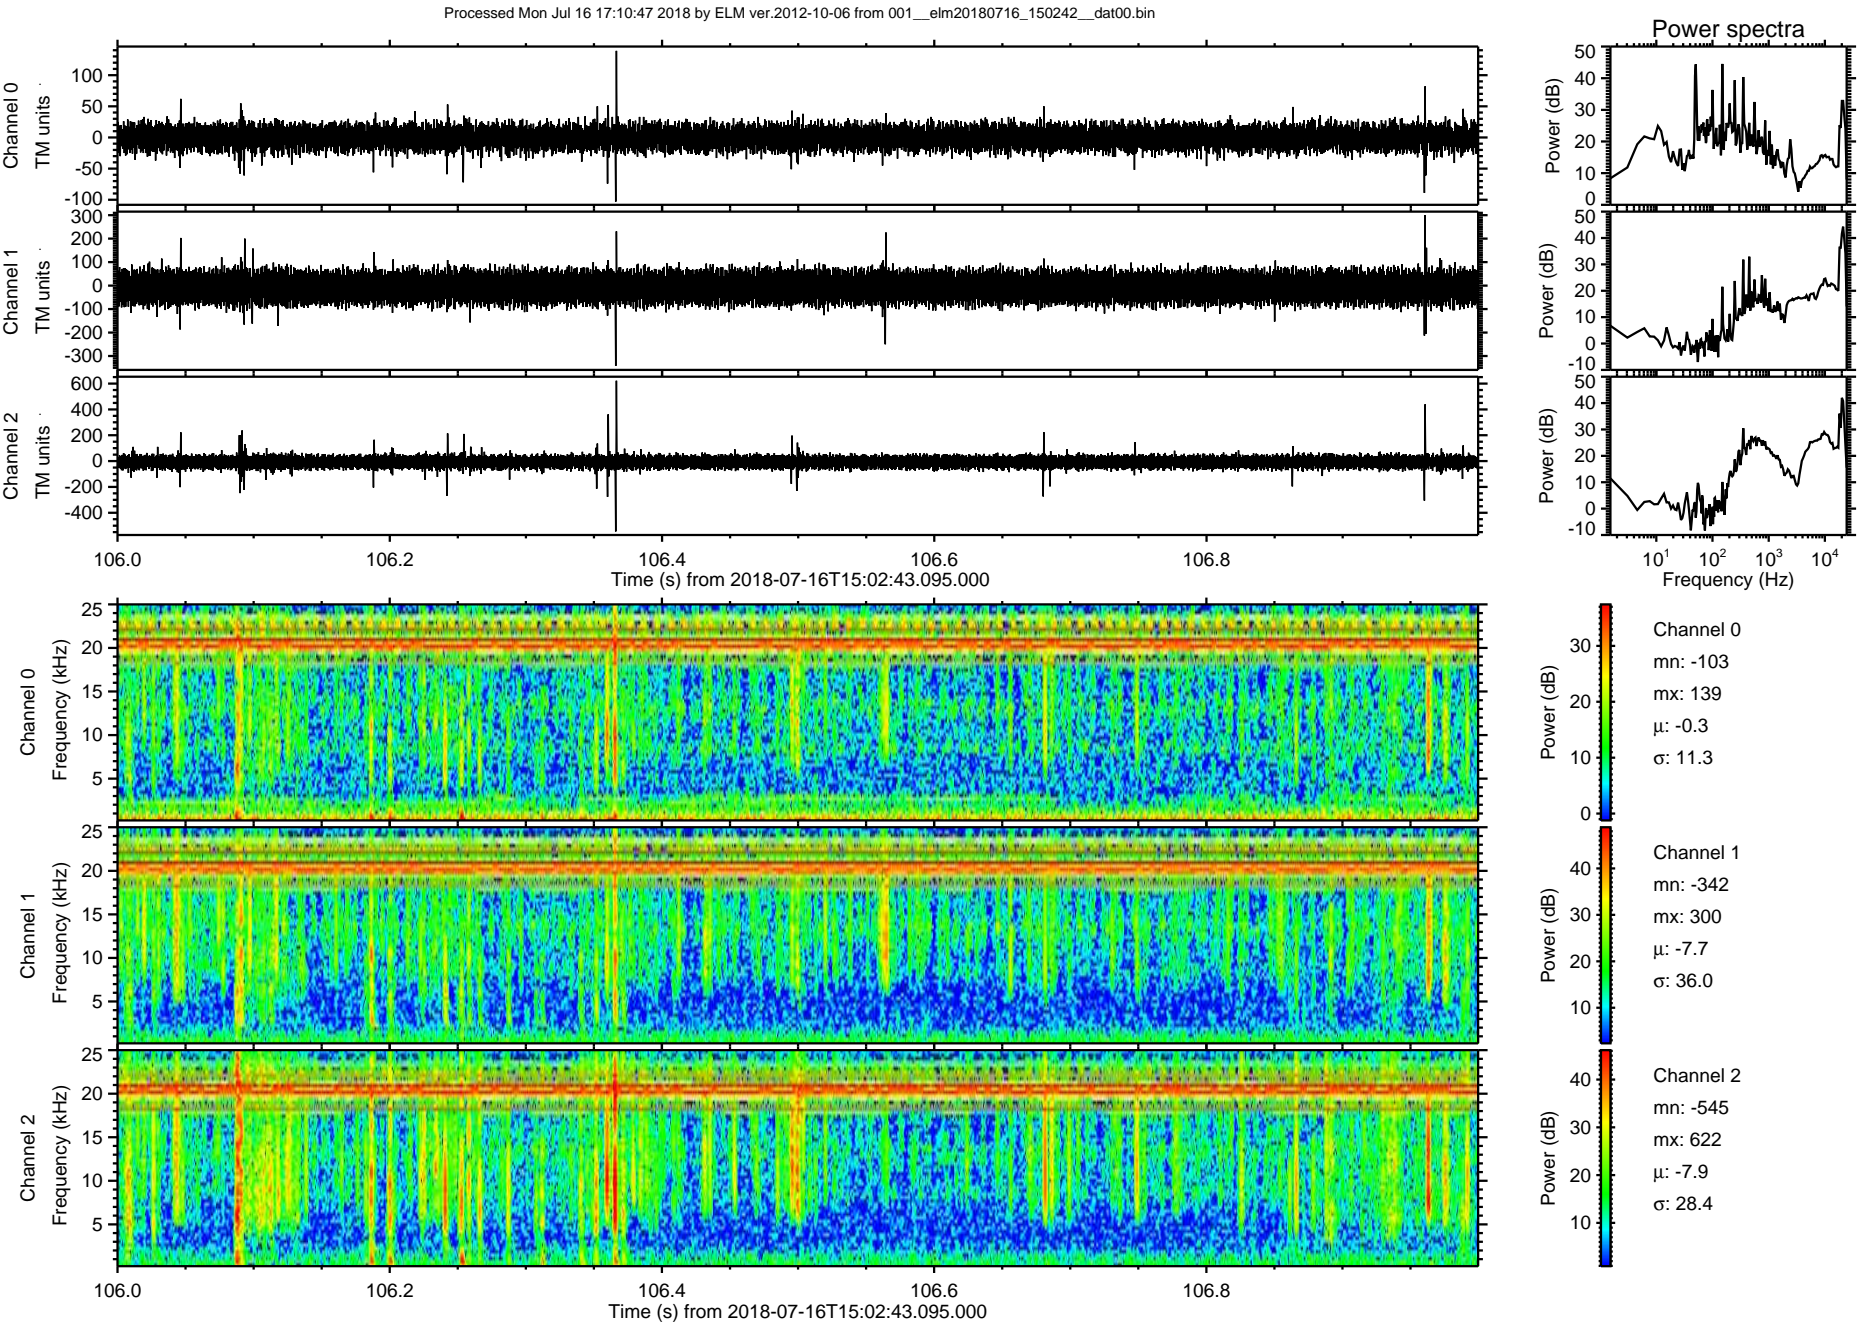 Processed Mon Jul 16 17:10:47 2018 by ELM ver.2012-10-06 from 001__elm20180716_150242__dat00.bin
Power spectra
Channel 0
TM units
100
50
0
-50
-100
Power (dB)
50
40
30
20
10
0
Channel 1
TM units
300
200
100
0
-100
-200
-300
Power (dB)
50
40
30
20
10
0
-10
Channel 2
TM units
600
400
200
0
-200
-400
Power (dB)
50
40
30
20
10
0
-10
106.0 106.2 106.4 106.6 106.8
Time (s) from 2018-07-16T15:02:43.095.000
10¹ 10² 10³ 10⁴
Frequency (Hz)
Channel 0
Frequency (kHz)
25
20
15
10
5
Power (dB)
30
20
10
0
Channel 0
mn: -103
mx: 139
μ: -0.3
σ: 11.3
Channel 1
Frequency (kHz)
25
20
15
10
5
Power (dB)
40
30
20
10
Channel 1
mn: -342
mx: 300
μ: -7.7
σ: 36.0
Channel 2
Frequency (kHz)
25
20
15
10
5
Power (dB)
40
30
20
10
Channel 2
mn: -545
mx: 622
μ: -7.9
σ: 28.4
106.0 106.2 106.4 106.6 106.8
Time (s) from 2018-07-16T15:02:43.095.000